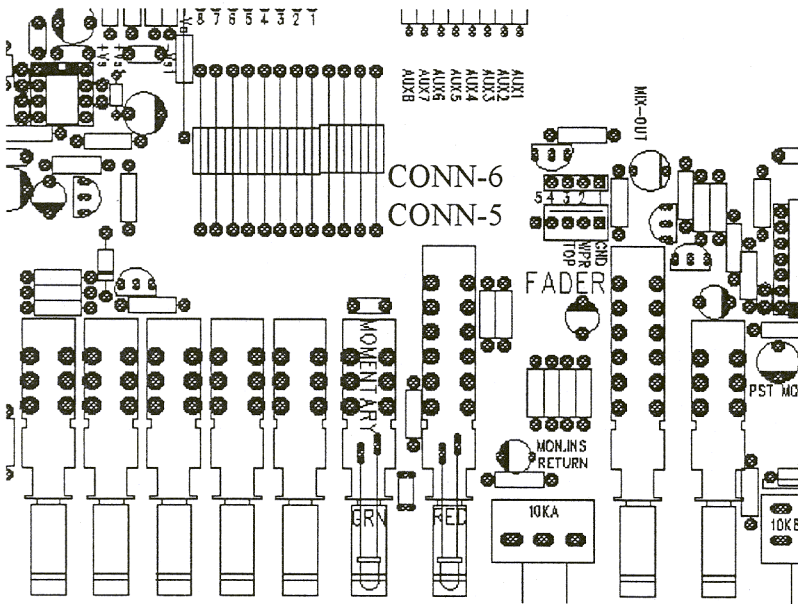 8 7 6 5 4 3 2 1
AUX8
AUX7
AUX6
AUX5
AUX4
AUX3
AUX2
AUX1
MIX-OUT
CONN-6
CONN-5
5 4 3 2 1
TOP
WPR
GND
FADER
MOMENTARY
PST MO
MON.INS
RETURN
GRN
RED
10KA
10KB